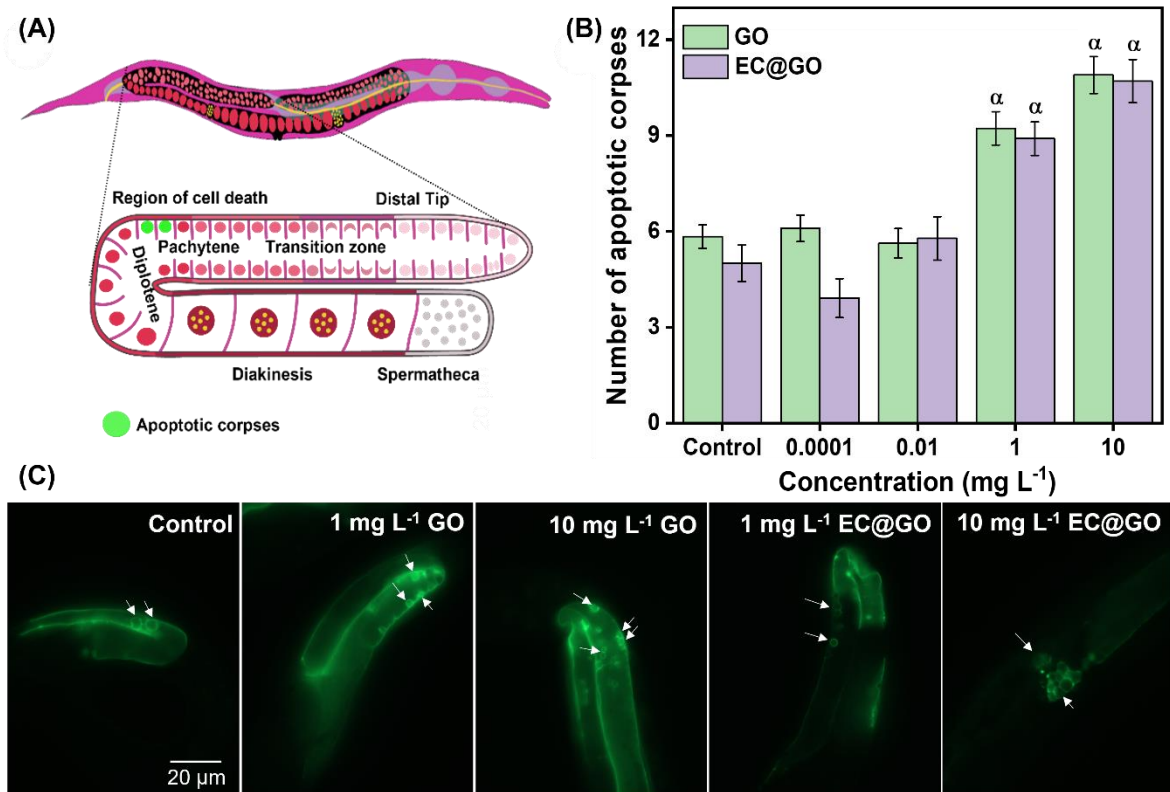 (A)
Region of cell death
Distal Tip
Pachytene
Transition zone
Diplotene
Diakinesis
Spermatheca
Apoptotic corpses
20 μm
(B)
GO
EC@GO
α
α
α
α
Number of apoptotic corpses
12
9
6
3
0
Control
0.0001
0.01
1
10
Concentration (mg L⁻¹)
(C)
Control
1 mg L⁻¹ GO
10 mg L⁻¹ GO
1 mg L⁻¹ EC@GO
10 mg L⁻¹ EC@GO
20 μm